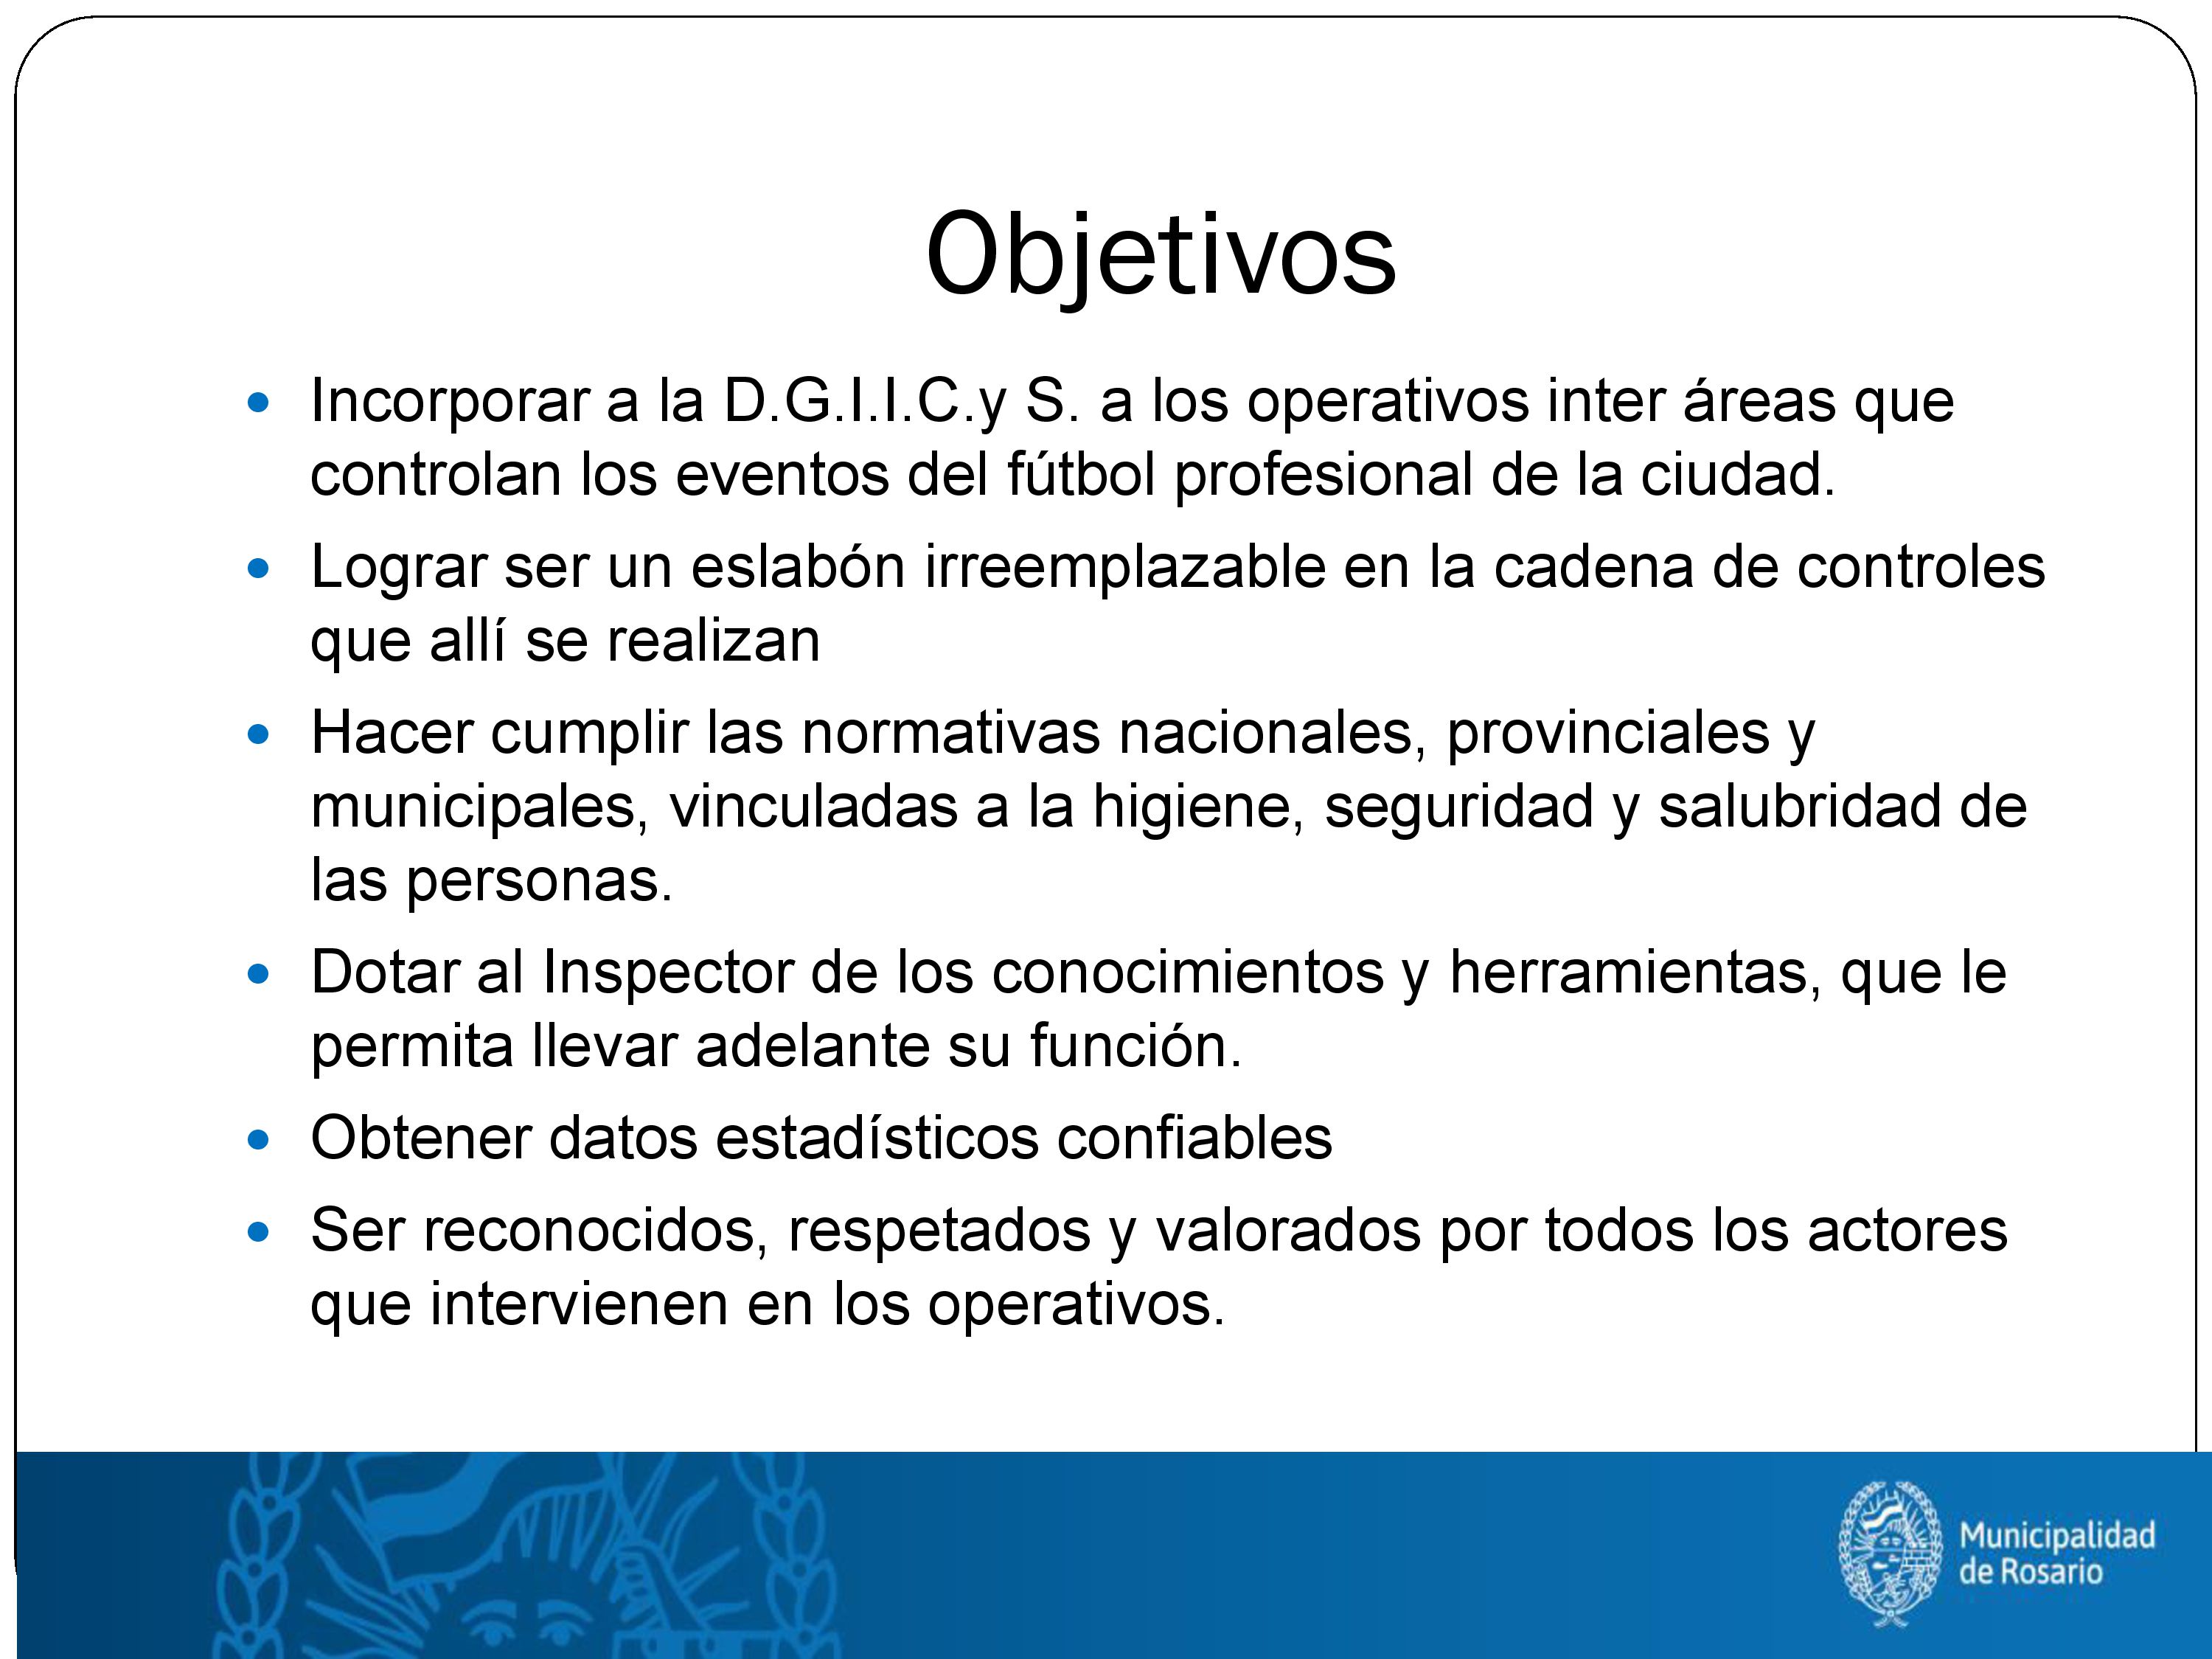 Objetivos
• Incorporar a la D.G.I.I.C.y S. a los operativos inter áreas que
controlan los eventos del fútbol profesional de la ciudad.
• Lograr ser un eslabón irreemplazable en la cadena de controles
que allí se realizan
• Hacer cumplir las normativas nacionales, provinciales y
municipales, vinculadas a la higiene, seguridad y salubridad de
las personas.
• Dotar al Inspector de los conocimientos y herramientas, que le
permita llevar adelante su función.
• Obtener datos estadísticos confiables
• Ser reconocidos, respetados y valorados por todos los actores
que intervienen en los operativos.
Municipalidad
de Rosario